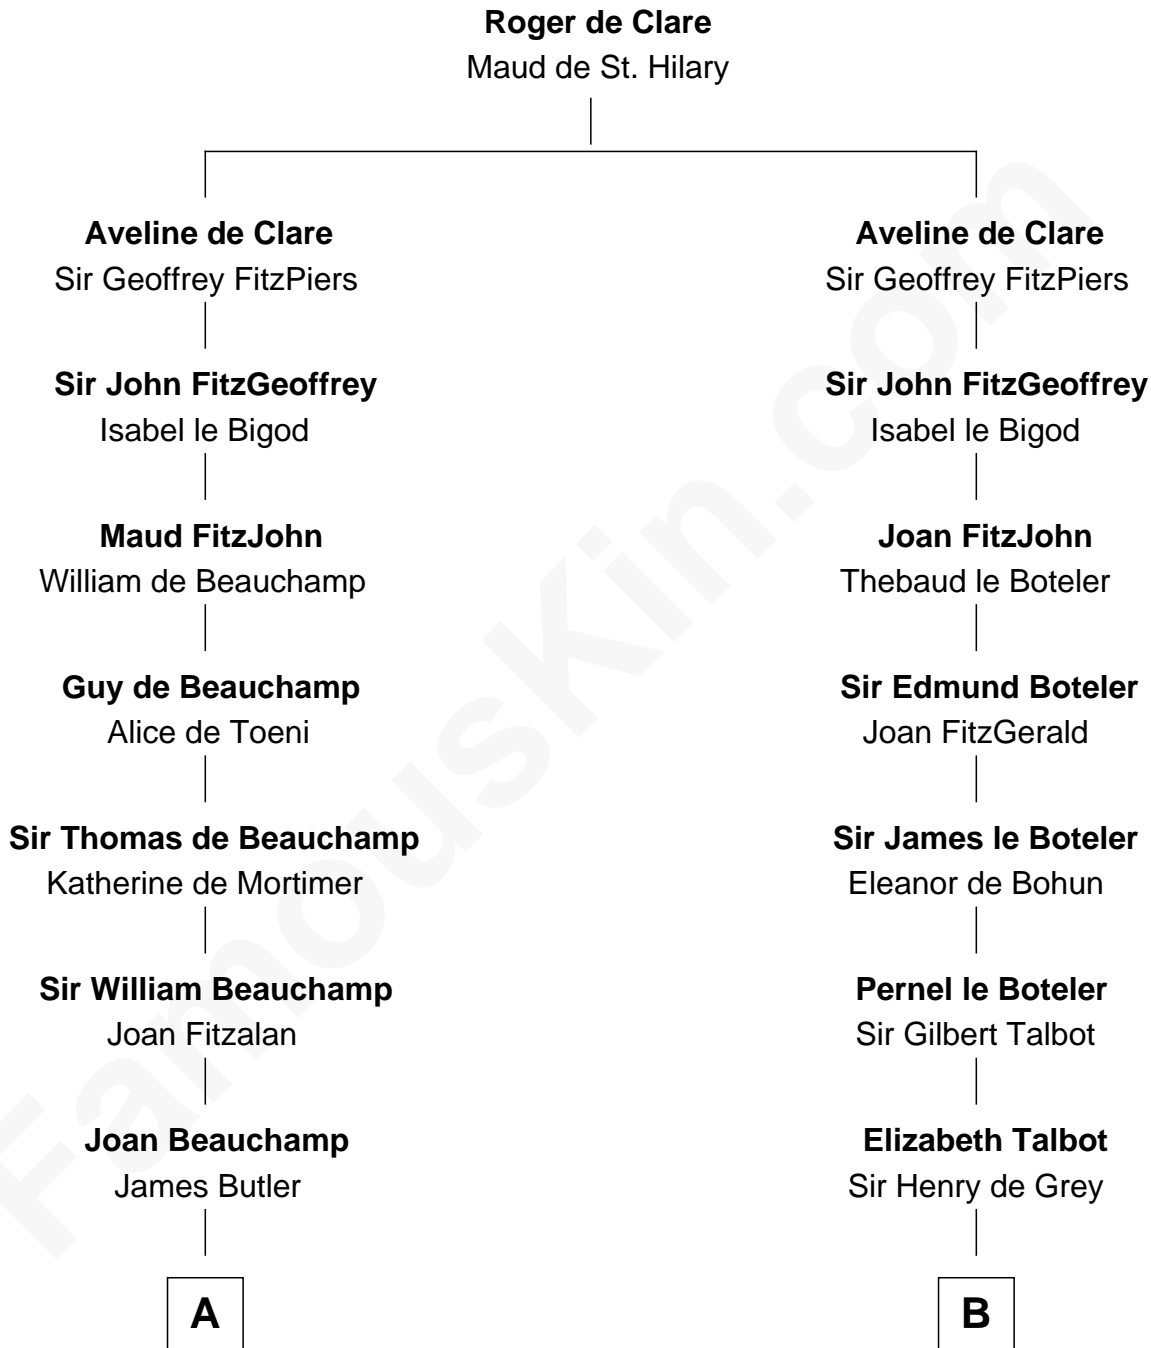 Roger de Clare
Maud de St. Hilary
Aveline de Clare
Sir Geoffrey FitzPiers
Aveline de Clare
Sir Geoffrey FitzPiers
Sir John FitzGeoffrey
Isabel le Bigod
Sir John FitzGeoffrey
Isabel le Bigod
Maud FitzJohn
William de Beauchamp
Joan FitzJohn
Thebaud le Boteler
Guy de Beauchamp
Alice de Toeni
Sir Edmund Boteler
Joan FitzGerald
Sir Thomas de Beauchamp
Katherine de Mortimer
Sir James le Boteler
Eleanor de Bohun
Sir William Beauchamp
Joan Fitzalan
Pernel le Boteler
Sir Gilbert Talbot
Joan Beauchamp
James Butler
Elizabeth Talbot
Sir Henry de Grey
A
B
FamousKin.com